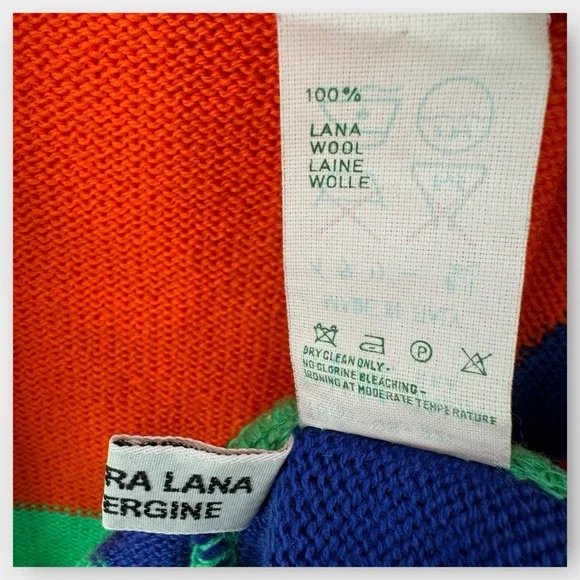 100%
LANA
WOOL
LAINE
WOLLE
P
DRY CLEAN ONLY -
NO CLORINE BLEACHING -
IRONING AT MODERATE TEMPERATURE
RA LANA
ERGINE